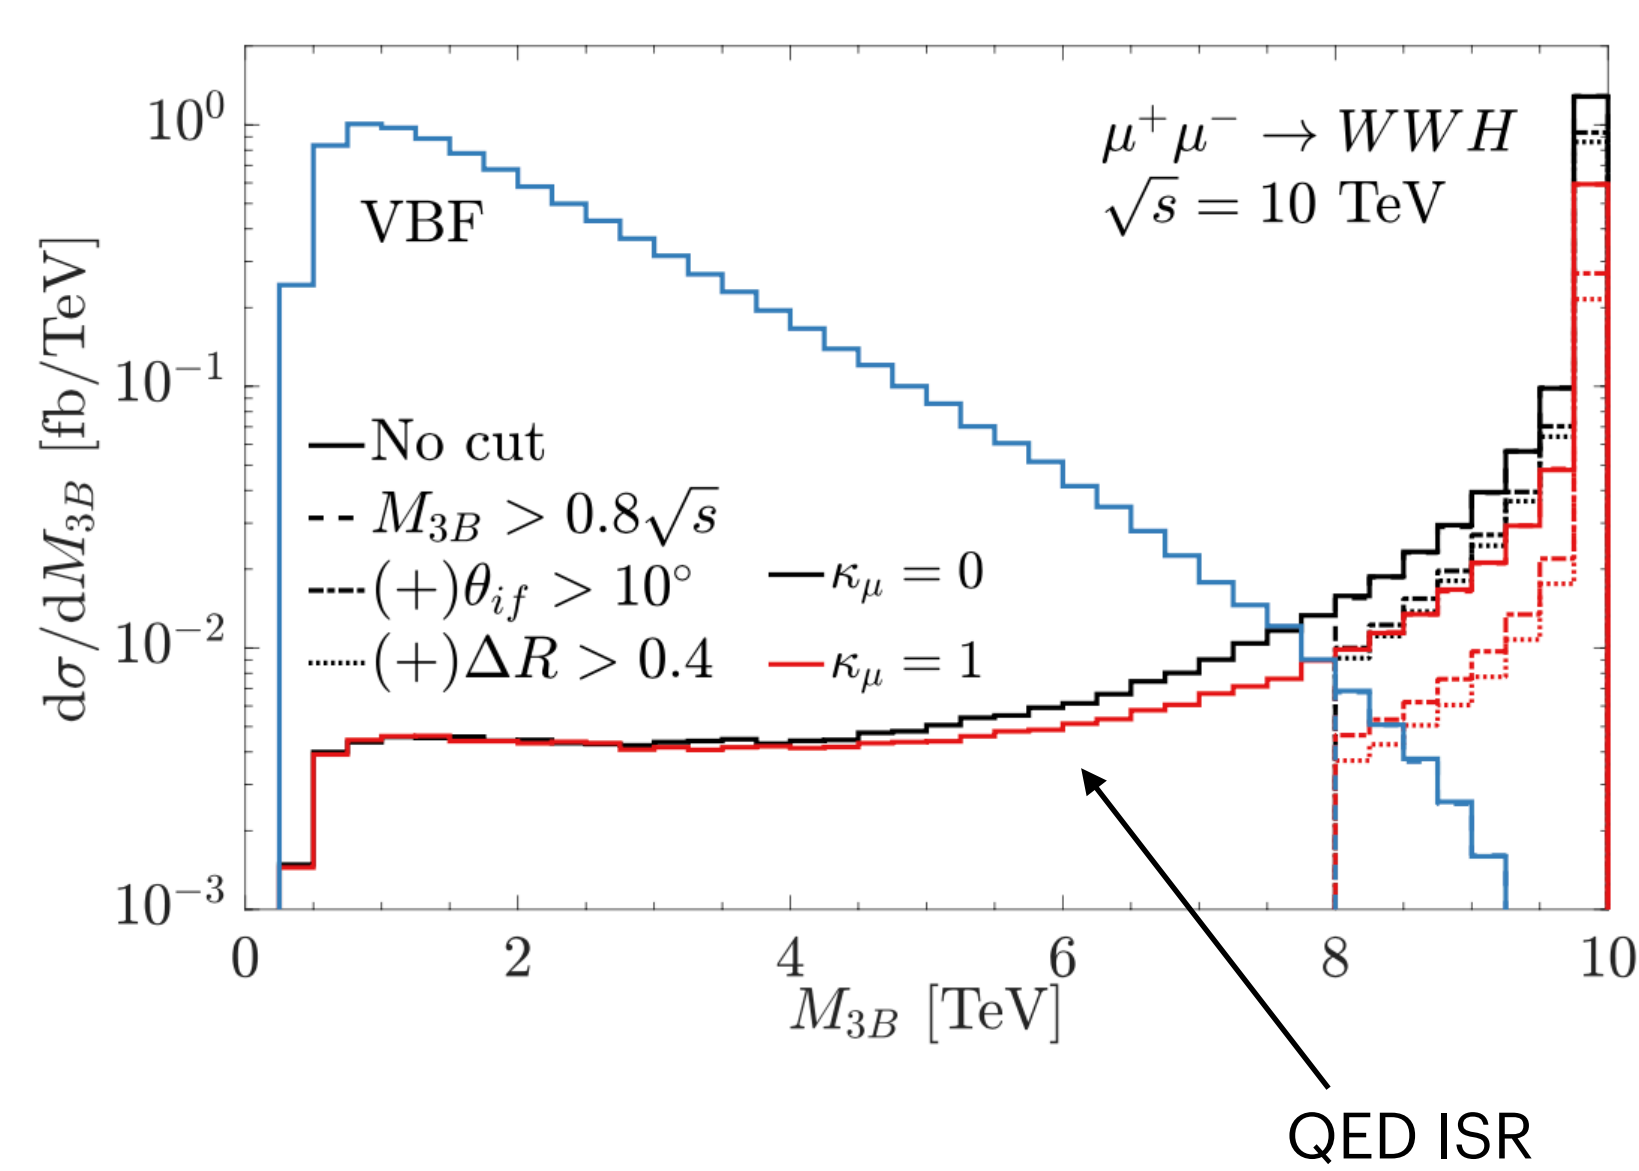 10⁰
10⁻¹
10⁻²
10⁻³
dσ/dM₃B [fb/TeV]
μ⁺μ⁻ → WWH
√s = 10 TeV
VBF
No cut
M₃B > 0.8√s
(+)θif > 10°
(+)ΔR > 0.4
κμ = 0
κμ = 1
0 2 4 6 8 10
M₃B [TeV]
QED ISR